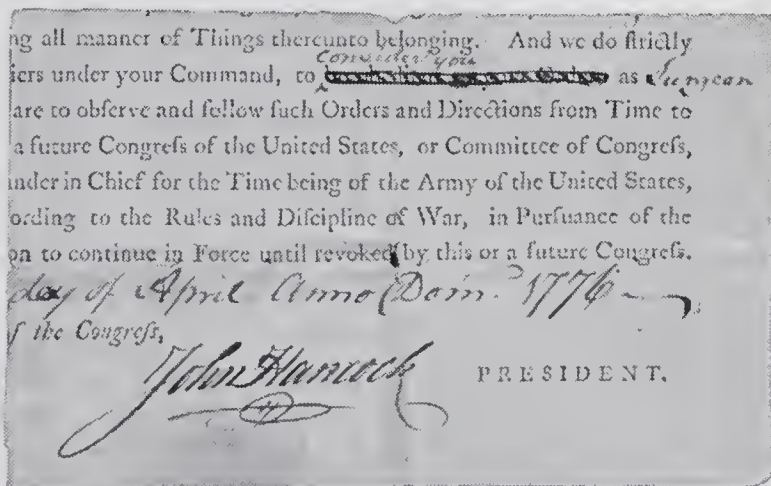 ng all manner of Things thereunto belonging. And we do ſtrictly
consider you
iers under your Command, to as Surgeon
are to obſerve and follow ſuch Orders and Directions from Time to
a future Congreſs of the United States, or Committee of Congreſs,
ander in Chief for the Time being of the Army of the United States,
ording to the Rules and Diſcipline of War, in Purſuance of the
on to continue in Force until revoked by this or a future Congreſs.
day of April Anno Dom. 1776
f the Congreſs,
John Hancock
PRESIDENT.